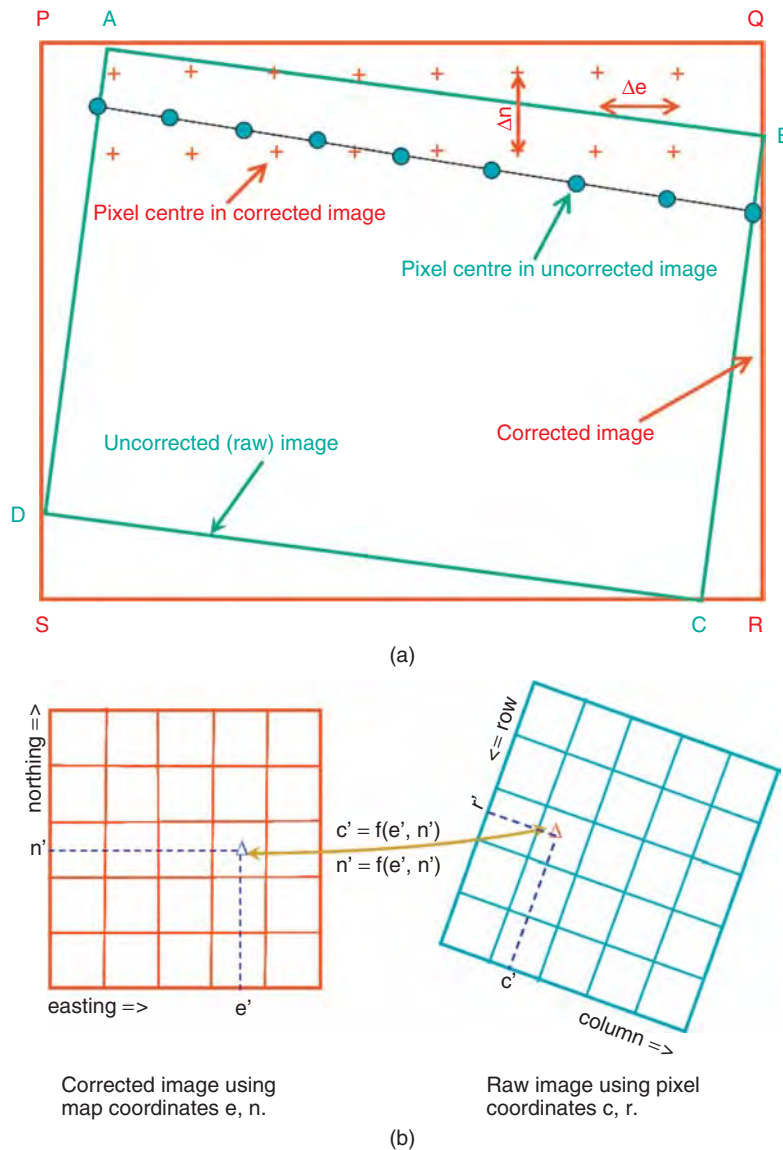 P
A
Q
Δe
Δn
B
Pixel centre in corrected image
Pixel centre in uncorrected image
Uncorrected (raw) image
Corrected image
D
S
C
R
(a)
northing =>
n'
easting =>
e'
c' = f(e', n')
n' = f(e', n')
<= row
r'
c'
column =>
Δ
Δ
Corrected image using
map coordinates e, n.
Raw image using pixel
coordinates c, r.
(b)